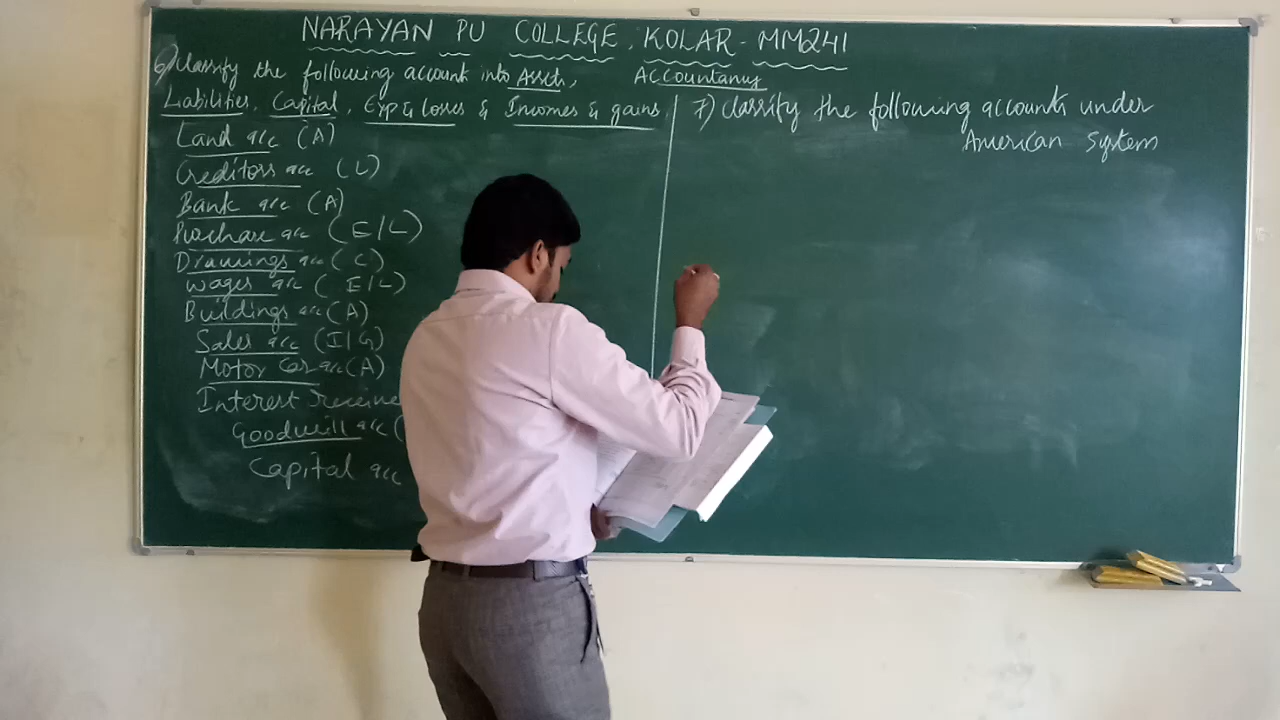 NARAYAN PU COLLEGE, KOLAR - MM241
Accountancy
6) Classify the following account into Assets,
Liabilities, Capital, Exp & losses & Incomes & gains
Land a/c (A)
Creditors a/c (L)
Bank a/c (A)
Purchase a/c (E/L)
Drawings a/c (C)
Wages a/c (E/L)
Buildings a/c (A)
Sales a/c (I/G)
Motor Car a/c (A)
Interest receive
Goodwill a/c (
Capital a/c
7) Classify the following accounts under
American System